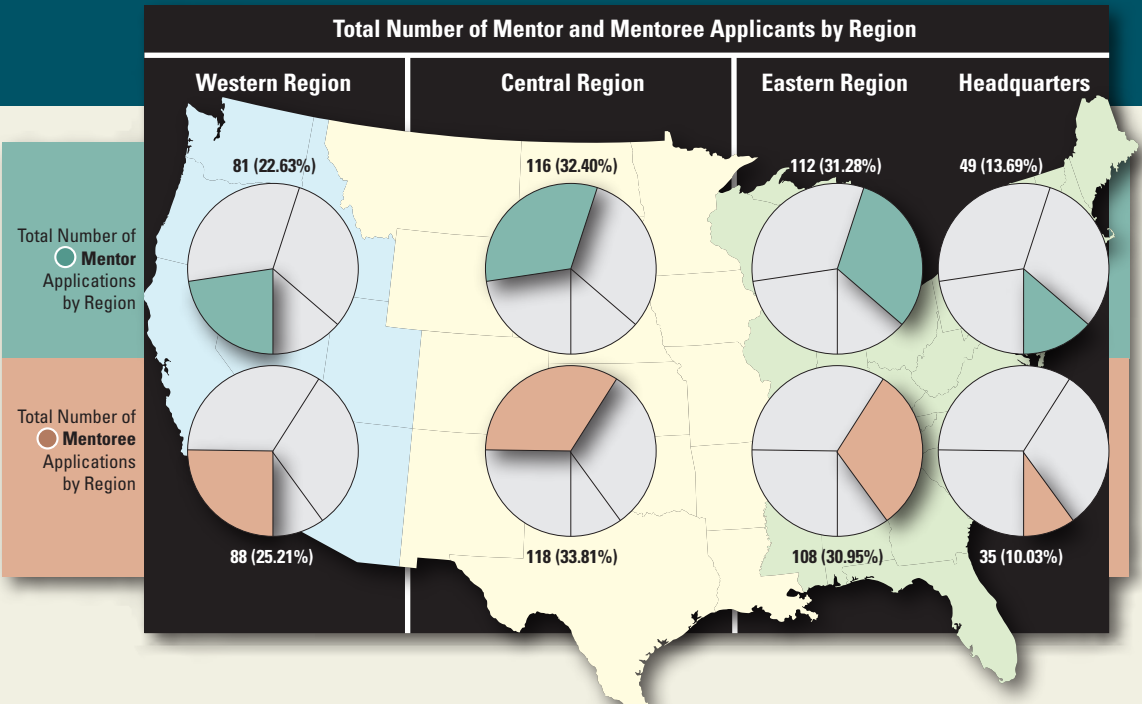 Total Number of Mentor and Mentoree Applicants by Region
Western Region
Central Region
Eastern Region
Headquarters
81 (22.63%)
116 (32.40%)
112 (31.28%)
49 (13.69%)
Total Number of
Mentor
Applications
by Region
Total Number of
Mentoree
Applications
by Region
88 (25.21%)
118 (33.81%)
108 (30.95%)
35 (10.03%)